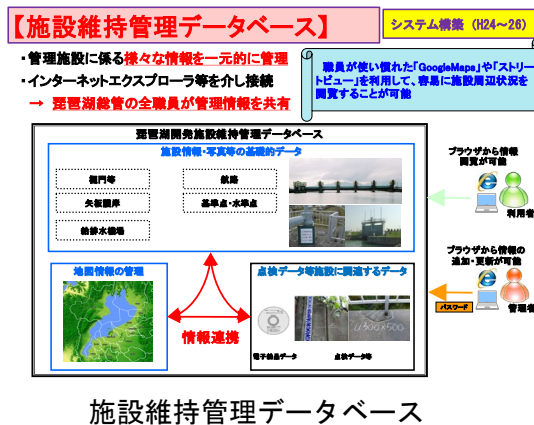 【施設維持管理データベース】
システム構築（H24～26）
・管理施設に係る様々な情報を一元的に管理
・インターネットエクスプローラ等を介し接続
→ 琵琶湖総管の全職員が管理情報を共有
職員が使い慣れた「GoogleMaps」や「ストリー
トビュー」を利用して、容易に施設周辺状況を
閲覧することが可能
琵琶湖開発施設維持管理データベース
施設情報・写真等の基礎的データ
樋門等
航路
矢板護岸
基準点・水準点
給排水機場
ブラウザから情報
閲覧が可能
利用者
地図情報の管理
点検データ等施設に関連するデータ
ブラウザから情報の
追加・更新が可能
パスワード
管理者
情報連携
U300×500
電子納品データ
点検データ等
施設維持管理データベース